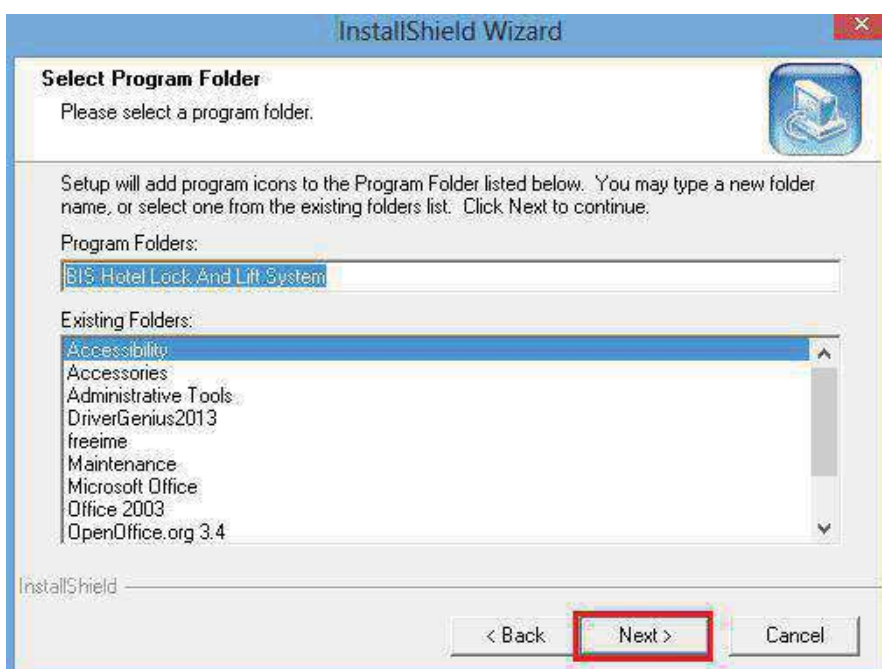 InstallShield Wizard
Select Program Folder
Please select a program folder.
Setup will add program icons to the Program Folder listed below. You may type a new folder
name, or select one from the existing folders list. Click Next to continue.
Program Folders:
BIS Hotel Lock And Lift System
Existing Folders:
Accessibility
Accessories
Administrative Tools
DriverGenius2013
freeime
Maintenance
Microsoft Office
Office 2003
OpenOffice.org 3.4
InstallShield
< Back Next > Cancel